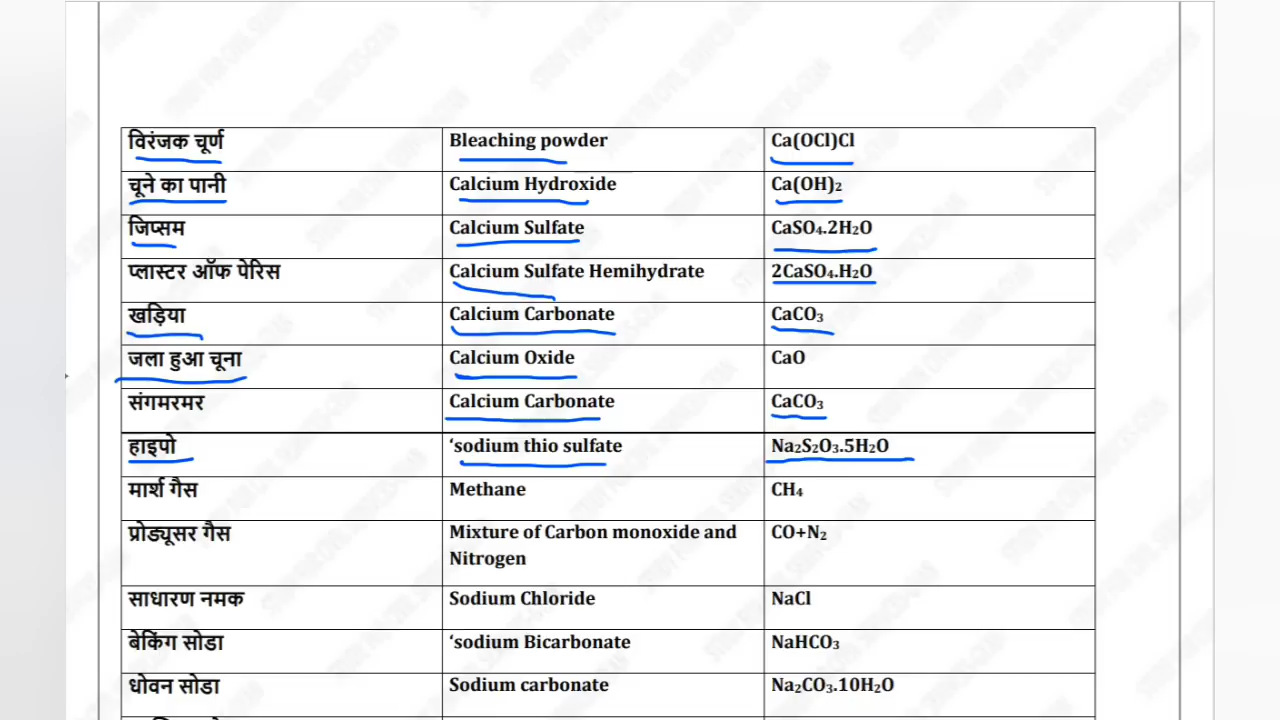 विरंजक चूर्ण Bleaching powder Ca(OCl)Cl
चूने का पानी Calcium Hydroxide Ca(OH)₂
जिप्सम Calcium Sulfate CaSO₄.2H₂O
प्लास्टर ऑफ पेरिस Calcium Sulfate Hemihydrate 2CaSO₄.H₂O
खड़िया Calcium Carbonate CaCO₃
जला हुआ चूना Calcium Oxide CaO
संगमरमर Calcium Carbonate CaCO₃
हाइपो ‘sodium thio sulfate Na₂S₂O₃.5H₂O
मार्श गैस Methane CH₄
प्रोड्यूसर गैस Mixture of Carbon monoxide and CO+N₂
Nitrogen
साधारण नमक Sodium Chloride NaCl
बेकिंग सोडा ‘sodium Bicarbonate NaHCO₃
धोवन सोडा Sodium carbonate Na₂CO₃.10H₂O